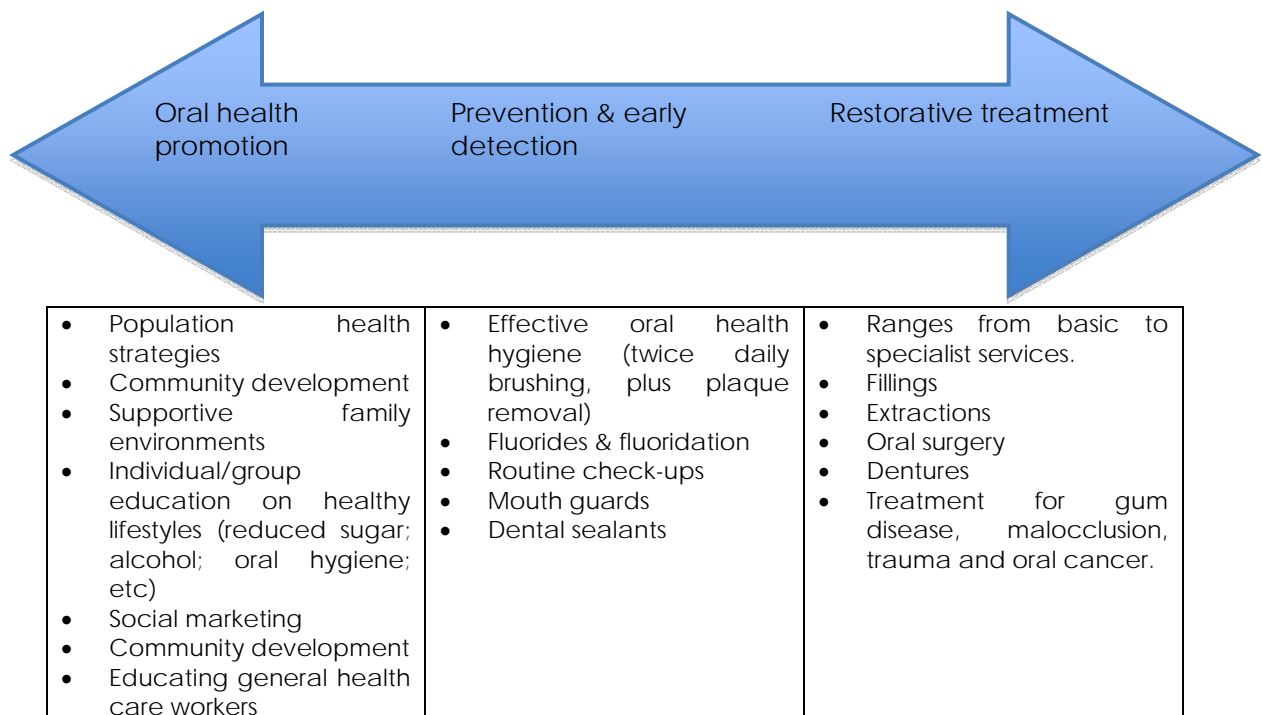 Oral health
promotion
Prevention & early
detection
Restorative treatment
• Population health
strategies
• Community development
• Supportive family
environments
• Individual/group
education on healthy
lifestyles (reduced sugar;
alcohol; oral hygiene;
etc)
• Social marketing
• Community development
• Educating general health
care workers
• Effective oral health
hygiene (twice daily
brushing, plus plaque
removal)
• Fluorides & fluoridation
• Routine check-ups
• Mouth guards
• Dental sealants
• Ranges from basic to
specialist services.
• Fillings
• Extractions
• Oral surgery
• Dentures
• Treatment for gum
disease, malocclusion,
trauma and oral cancer.